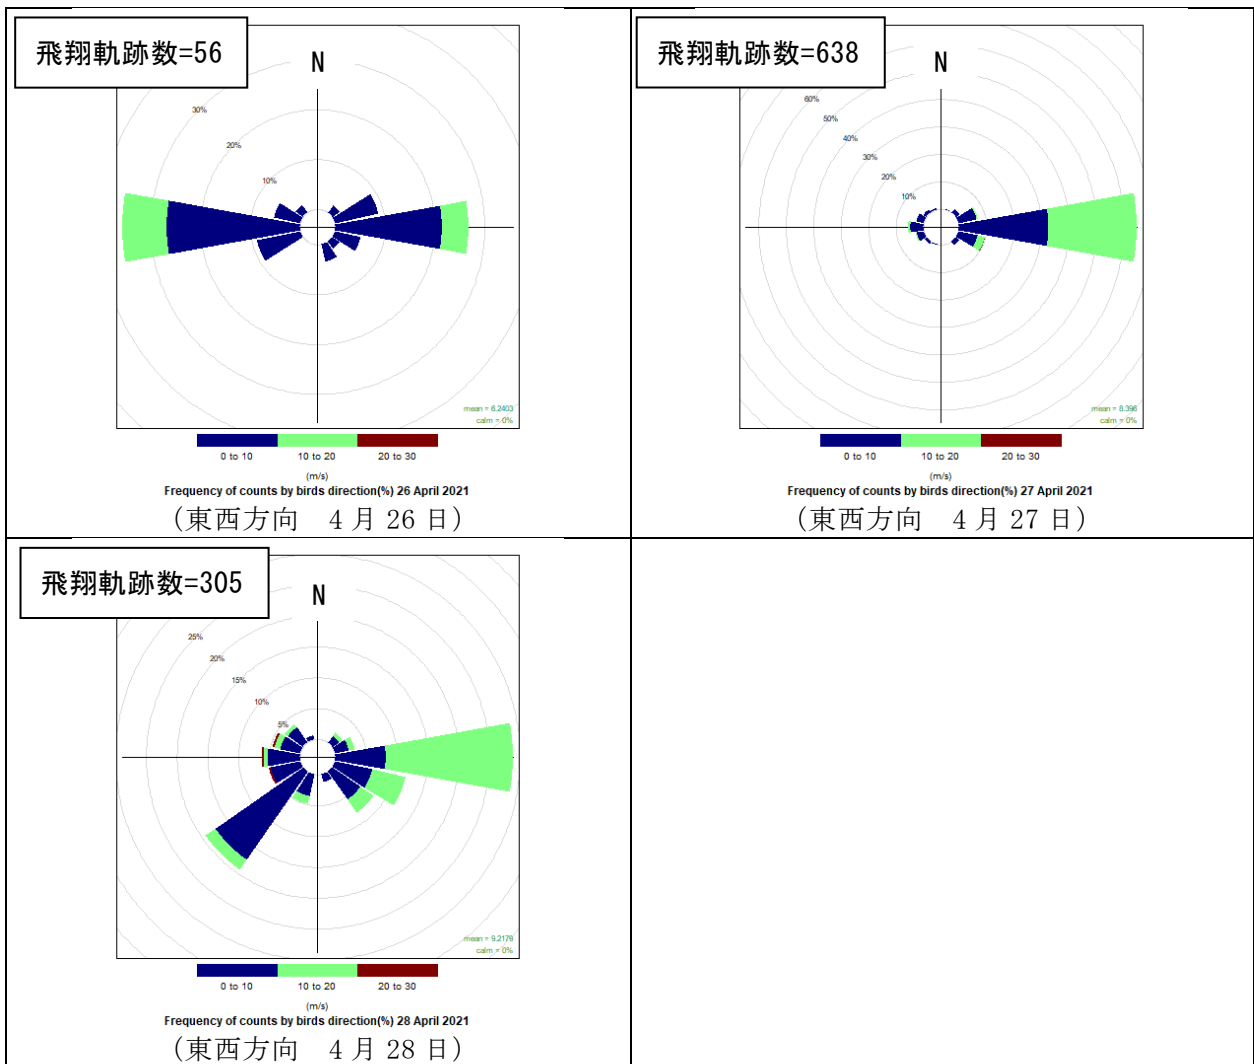 飛翔軌跡数=56
N
30%
20%
10%
mean = 6.2403
calm = 0%
0 to 10 10 to 20 20 to 30
(m/s)
Frequency of counts by birds direction(%) 26 April 2021
(東西方向 4月26日)
飛翔軌跡数=638
N
60%
50%
40%
30%
20%
10%
mean = 8.396
calm = 0%
0 to 10 10 to 20 20 to 30
(m/s)
Frequency of counts by birds direction(%) 27 April 2021
(東西方向 4月27日)
飛翔軌跡数=305
N
25%
20%
15%
10%
5%
mean = 9.2179
calm = 0%
0 to 10 10 to 20 20 to 30
(m/s)
Frequency of counts by birds direction(%) 28 April 2021
(東西方向 4月28日)